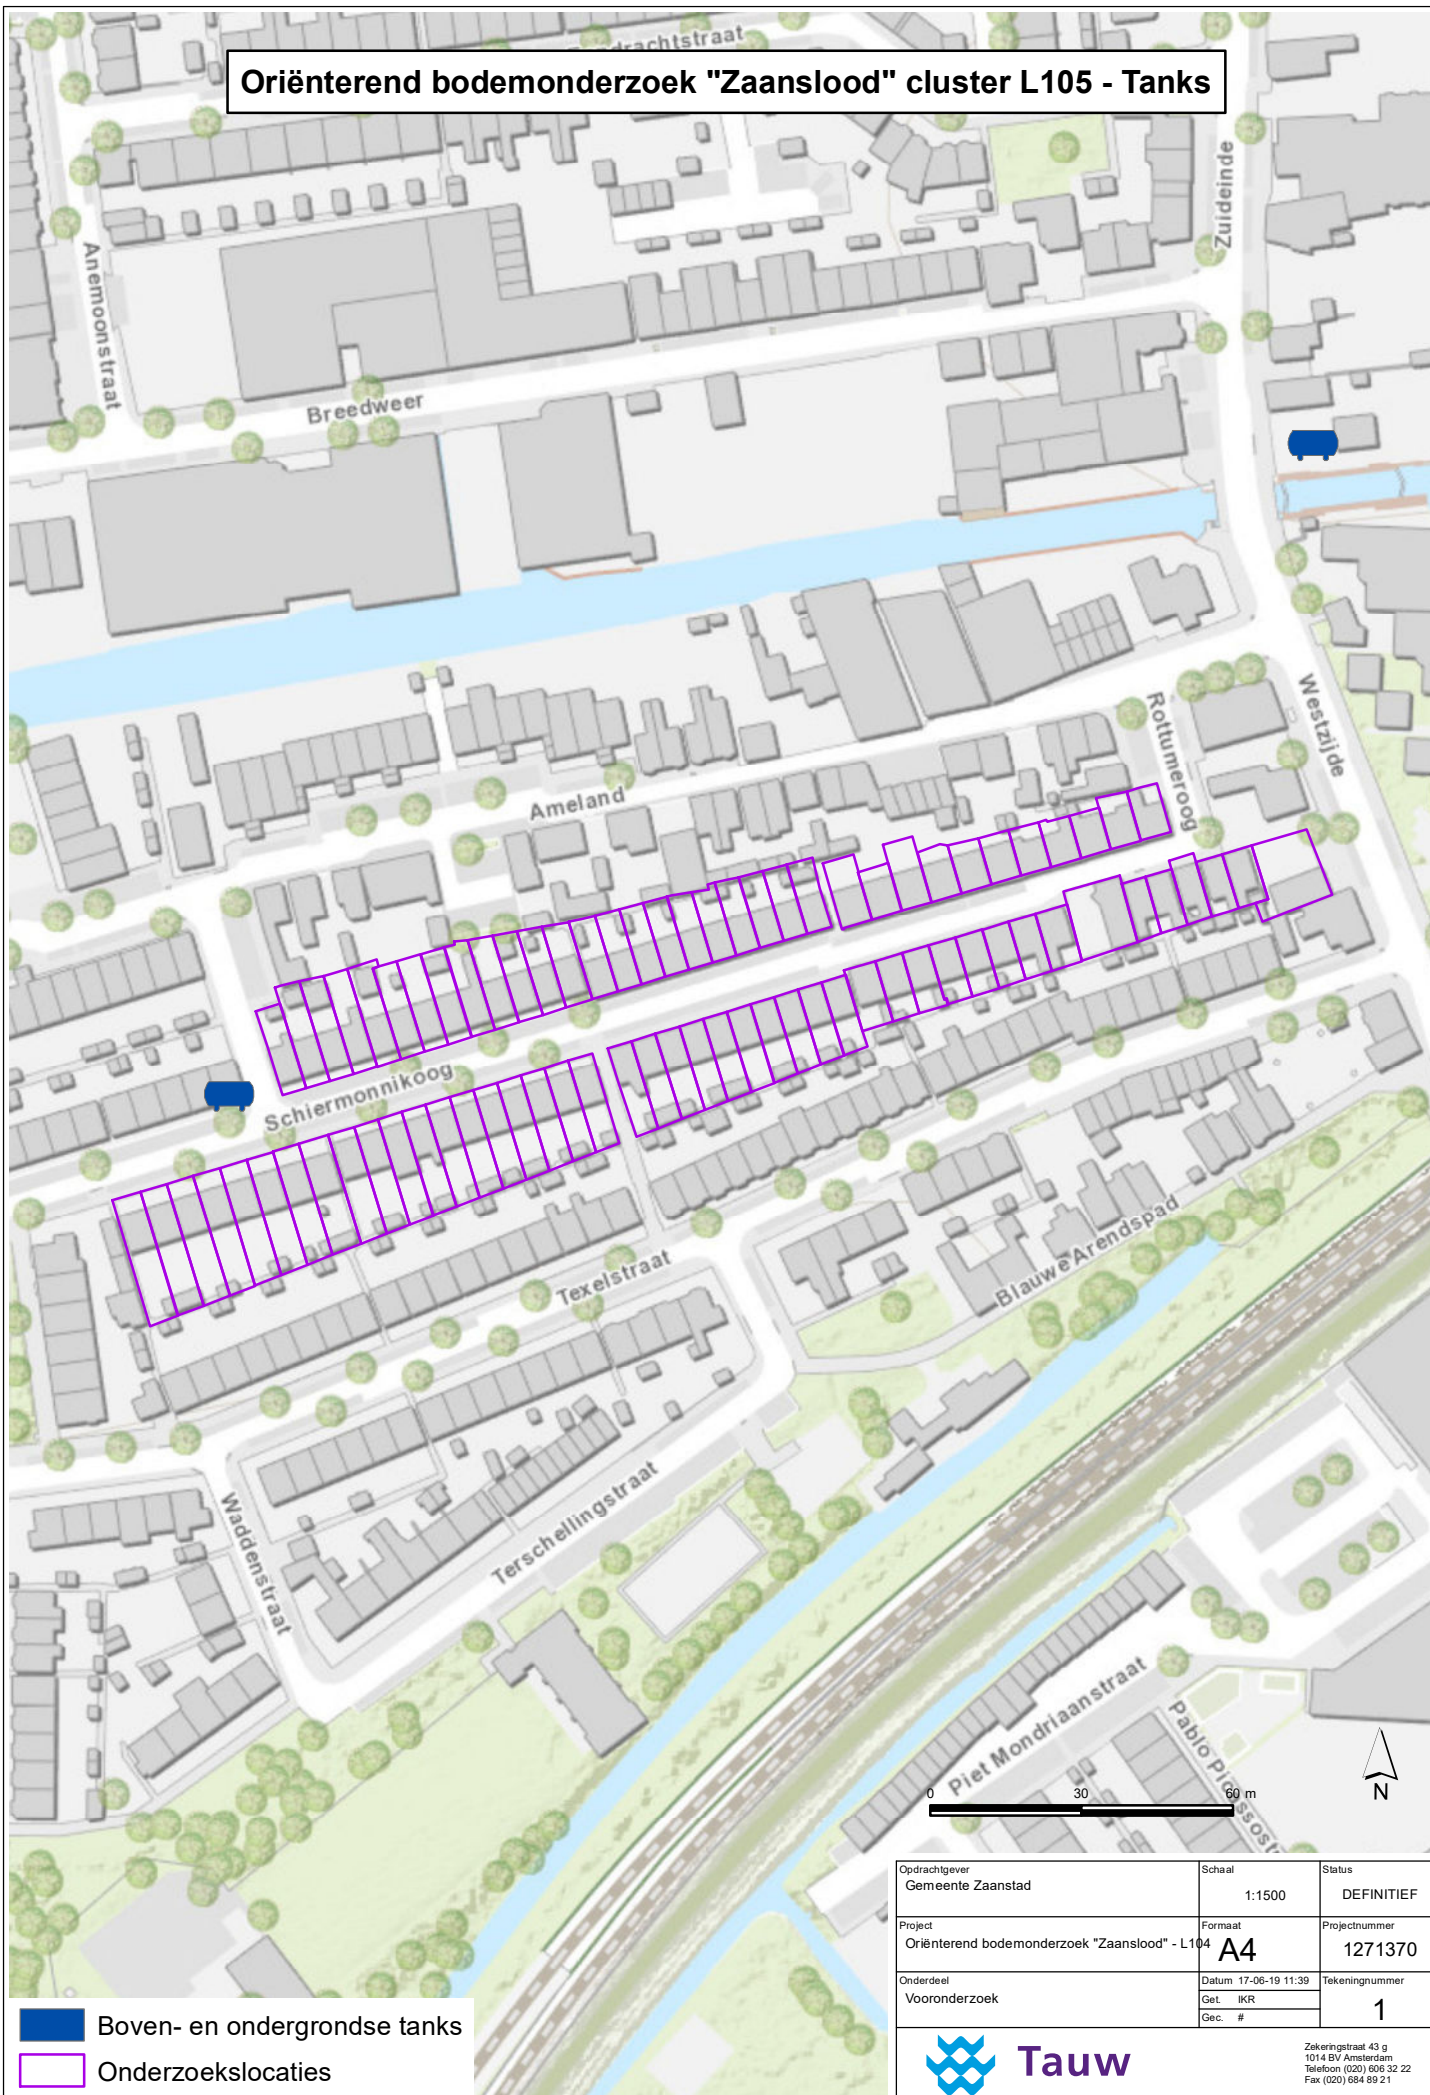 Oriënterend bodemonderzoek "Zaanslood" cluster L105 - Tanks
Zuideinde
Anemoonstraat
Breedweer
Westzijde
Rottumeroog
Ameland
Schiermonnikoog
Blauwe Arendspad
Texelstraat
Terschellingstraat
Waddenstraat
Piet Mondriaanstraat
0 30 60 m
N
Opdrachtgever
Gemeente Zaanstad
Schaal
1:1500
Status
DEFINITIEF
Project
Oriënterend bodemonderzoek "Zaanslood" - L104
Formaat
A4
Projectnummer
1271370
Onderdeel
Vooronderzoek
Datum 17-06-19 11:39
Get. IKR
Gec. #
Tekeningnummer
1
Boven- en ondergrondse tanks
Onderzoekslocaties
Tauw
Zekeringstraat 43 g
1014 BV Amsterdam
Telefoon (020) 606 32 22
Fax (020) 684 89 21